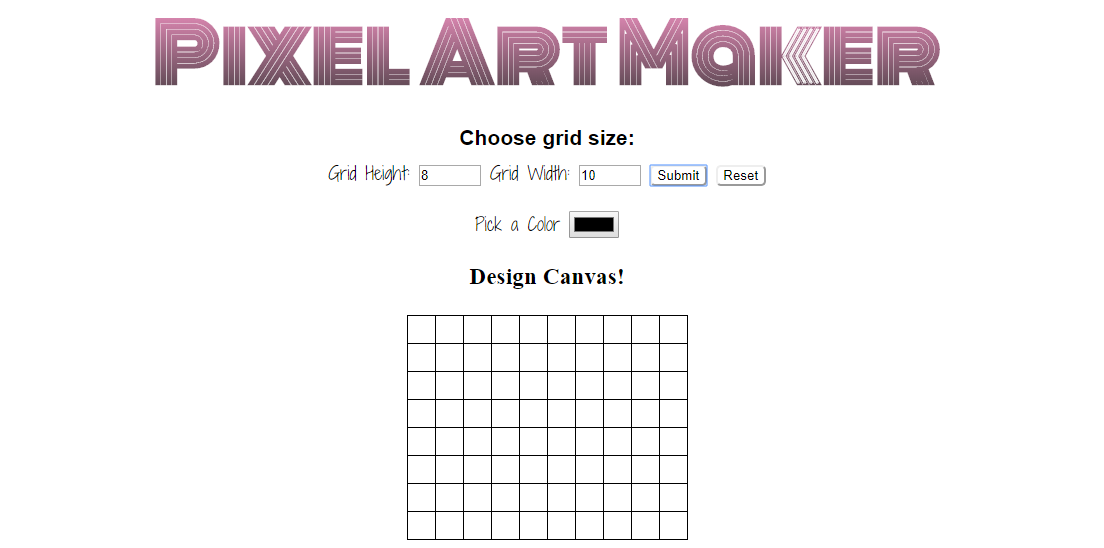 Pixel Art Maker
Choose grid size:
Grid Height: 8 Grid Width: 10 Submit Reset
Pick a Color
Design Canvas!